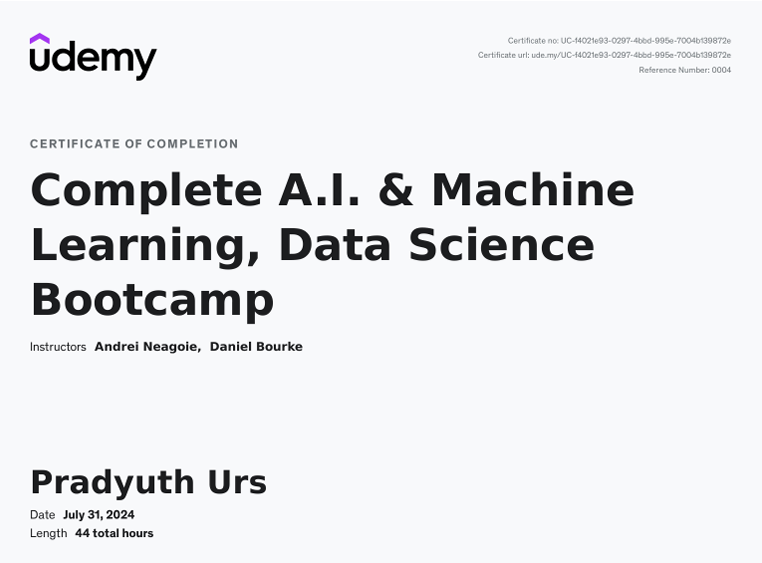 udemy
Certificate no: UC-f4021e93-0297-4bbd-995e-7004b139872e
Certificate url: ude.my/UC-f4021e93-0297-4bbd-995e-7004b139872e
Reference Number: 0004
CERTIFICATE OF COMPLETION
Complete A.I. & Machine
Learning, Data Science
Bootcamp
Instructors Andrei Neagoie, Daniel Bourke
Pradyuth Urs
Date July 31, 2024
Length 44 total hours